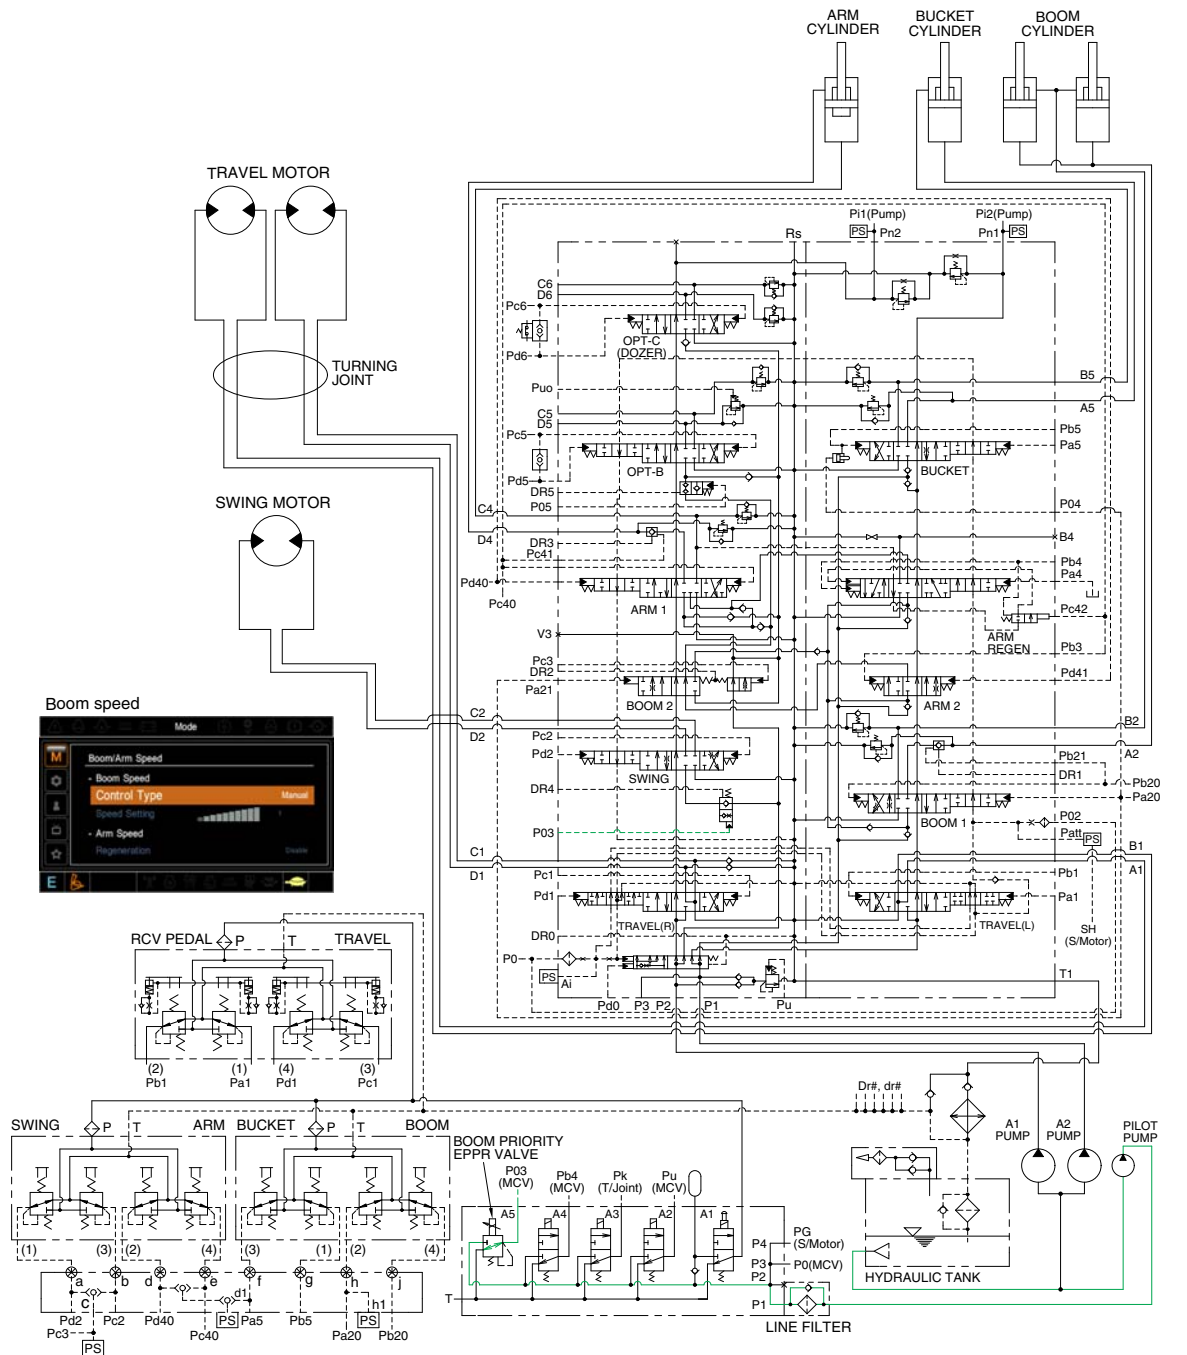 ARM
CYLINDER
BUCKET
CYLINDER
BOOM
CYLINDER
TRAVEL MOTOR
TURNING
JOINT
SWING MOTOR
Pi1(Pump)
PS
Pn2
Rs
Pi2(Pump)
Pn1
PS
C6
D6
Pc6
Pd6
OPT-C
(DOZER)
Puo
C5
D5
Pc5
Pd5
OPT-B
DR5
P05
B5
A5
Pb5
Pa5
BUCKET
P04
C4
D4
DR3
Pc41
Pd40
Pc40
ARM 1
B4
Pb4
Pa4
Pc42
ARM
REGEN
V3
Pc3
DR2
Pa21
BOOM 2
Pb3
Pd41
ARM 2
C2
D2
Pc2
Pd2
SWING
DR4
P03
B2
A2
Pb21
DR1
Pb20
Pa20
BOOM 1
P02
Patt
PS
C1
D1
Pc1
Pd1
TRAVEL(R)
B1
A1
Pb1
Pa1
TRAVEL(L)
SH
(S/Motor)
DR0
P0
PS
Ai
Pd0
P3
P2
P1
Pu
T1
Boom speed
Mode
M
Boom/Arm Speed
- Boom Speed
Control Type
Manual
Speed Setting
1
- Arm Speed
Regeneration
Disable
E
RCV PEDAL
P
T
TRAVEL
(2)
(1)
(4)
(3)
Pb1
Pa1
Pd1
Pc1
SWING
P
T
ARM
BUCKET
P
T
BOOM
(1)
(3)
(2)
(4)
(3)
(1)
(2)
(4)
a
b
d
e
f
g
h
j
c
d1
h1
Pd2
Pc2
Pd40
Pc40
PS
Pa5
Pb5
Pa20
PS
Pb20
Pc3
PS
BOOM PRIORITY
EPPR VALVE
P03
(MCV)
Pb4
(MCV)
Pk
(T/Joint)
Pu
(MCV)
A5
A4
A3
A2
A1
P4
PG
(S/Motor)
P3
P0(MCV)
P2
P1
T
LINE FILTER
Dr#, dr#
A1
PUMP
A2
PUMP
PILOT
PUMP
HYDRAULIC TANK